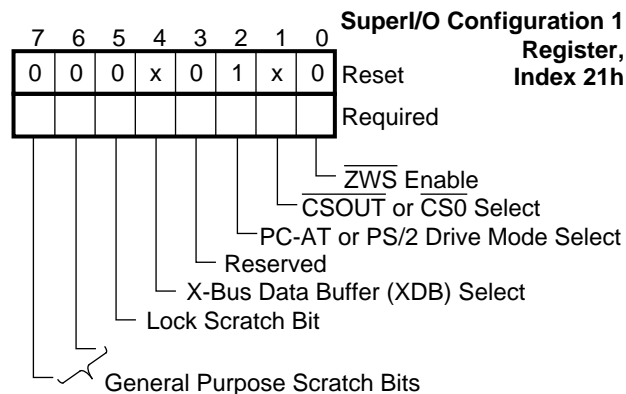 SuperI/O Configuration 1
Register,
Index 21h
7 6 5 4 3 2 1 0
0 0 0 x 0 1 x 0 Reset
Required
ZWS Enable
CSOUT or CS0 Select
PC-AT or PS/2 Drive Mode Select
Reserved
X-Bus Data Buffer (XDB) Select
Lock Scratch Bit
General Purpose Scratch Bits